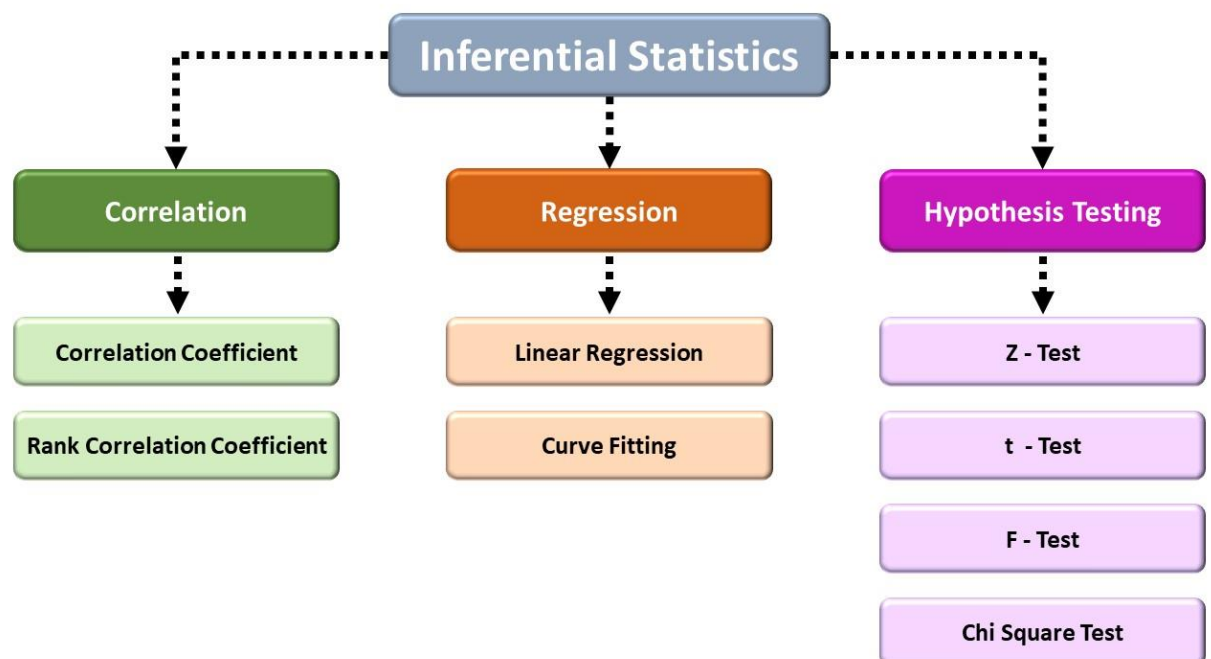 Inferential Statistics
Correlation
Regression
Hypothesis Testing
Correlation Coefficient
Rank Correlation Coefficient
Linear Regression
Curve Fitting
Z - Test
t - Test
F - Test
Chi Square Test